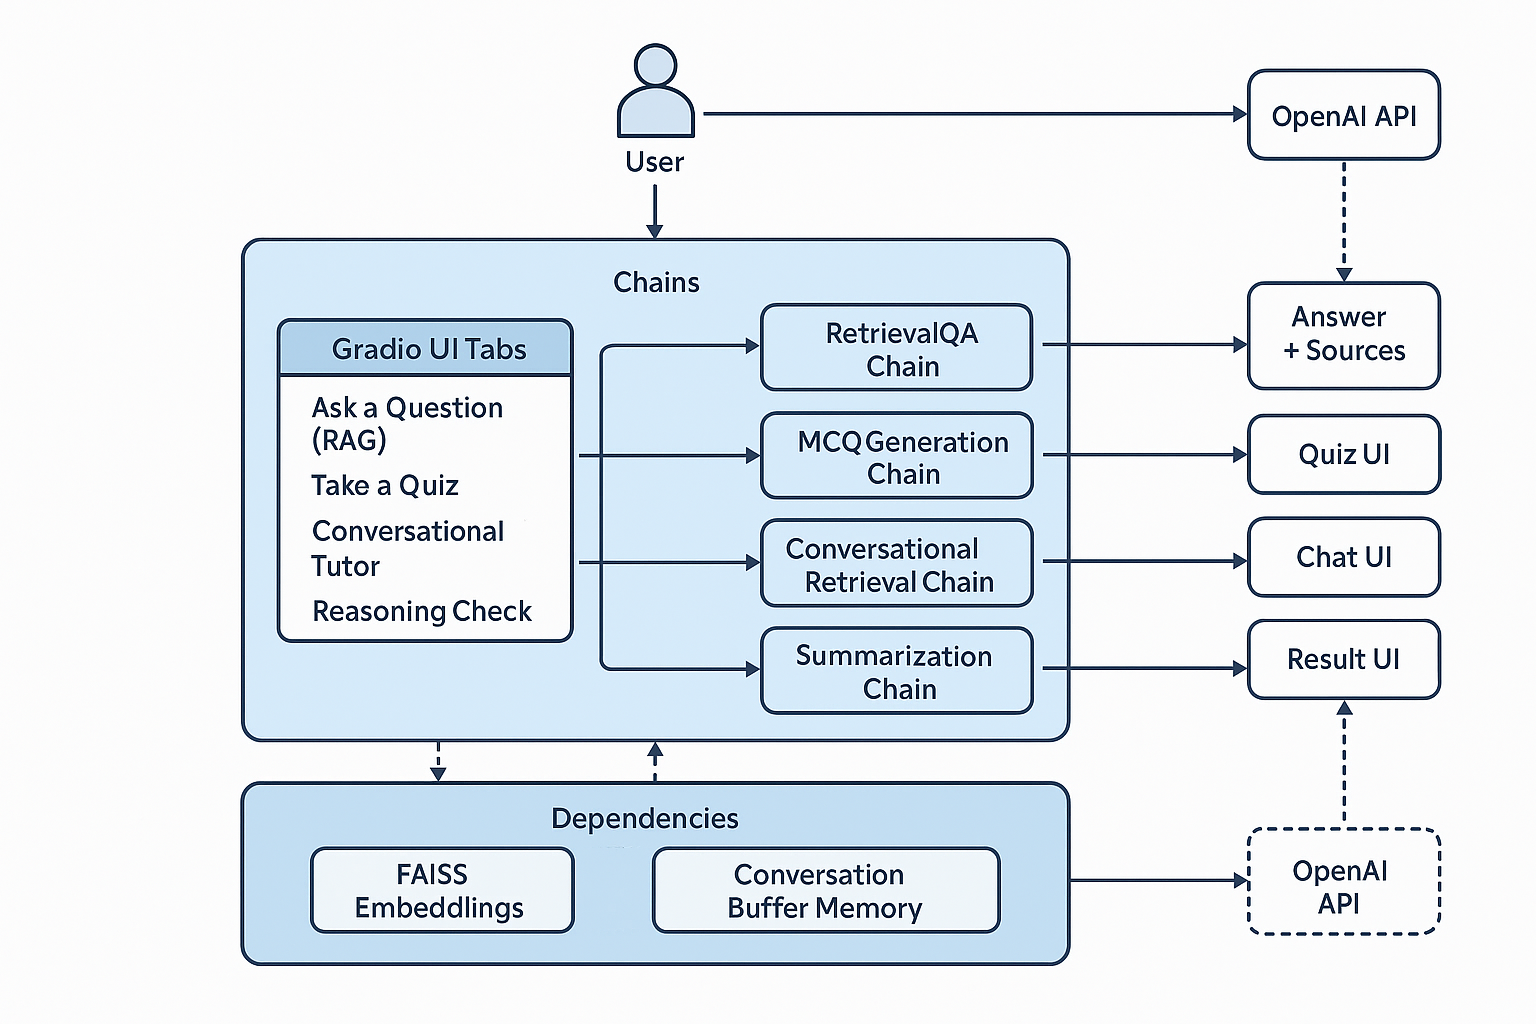 User
OpenAI API
Chains
Gradio UI Tabs
Ask a Question
(RAG)
Take a Quiz
Conversational
Tutor
Reasoning Check
RetrievalQA
Chain
MCQ Generation
Chain
Conversational
Retrieval Chain
Summarization
Chain
Answer
+ Sources
Quiz UI
Chat UI
Result UI
Dependencies
FAISS
Embeddlings
Conversation
Buffer Memory
OpenAI
API